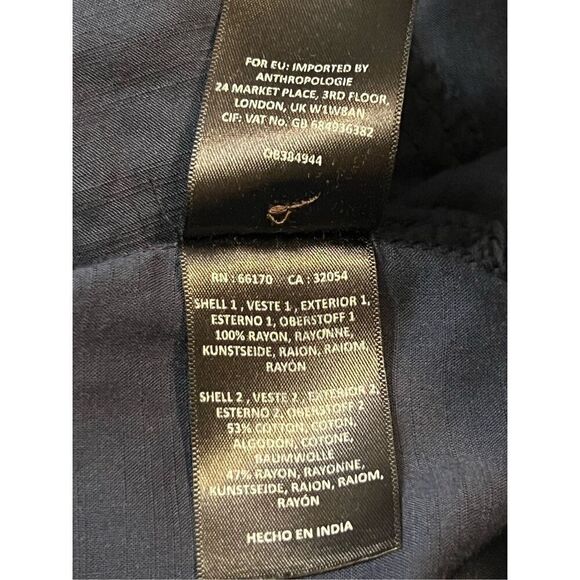 FOR EU: IMPORTED BY
ANTHROPOLOGIE
24 MARKET PLACE, 3RD FLOOR,
LONDON, UK W1W8AN
CIF: VAT No. GB 684936382
OB384944
RN : 66170 CA : 32054
SHELL 1 , VESTE 1 , EXTERIOR 1,
ESTERNO 1, OBERSTOFF 1
100% RAYON, RAYONNE,
KUNSTSEIDE, RAION, RAIOM,
RAYÓN
SHELL 2 , VESTE 2 , EXTERIOR 2,
ESTERNO 2, OBERSTOFF 2
53% COTTON, COTON,
ALGODON, COTONE,
BAUMWOLLE
47% RAYON, RAYONNE,
KUNSTSEIDE, RAION, RAIOM,
RAYÓN
HECHO EN INDIA